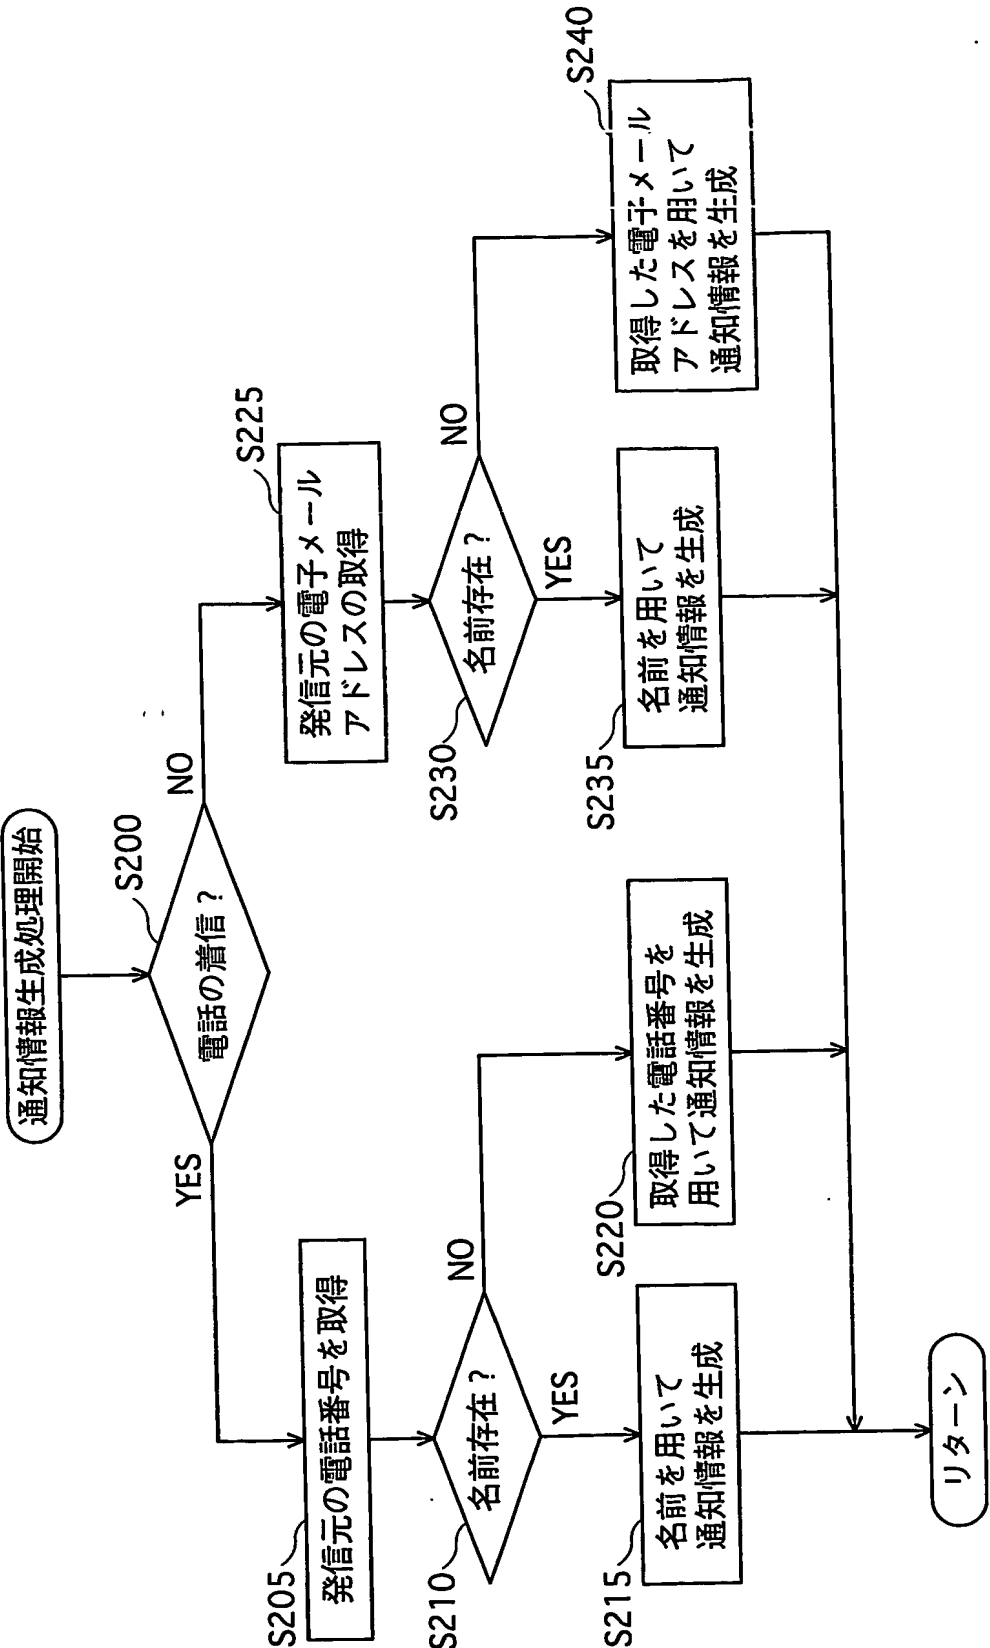 通知情報生成処理開始
S200
電話の着信？
YES
NO
S205
発信元の電話番号を取得
S225
発信元の電子メール
アドレスの取得
S210
名前存在？
NO
YES
S230
名前存在？
NO
YES
S215
名前を用いて
通知情報を生成
S220
取得した電話番号を
用いて通知情報を生成
S235
名前を用いて
通知情報を生成
S240
取得した電子メール
アドレスを用いて
通知情報を生成
リターン